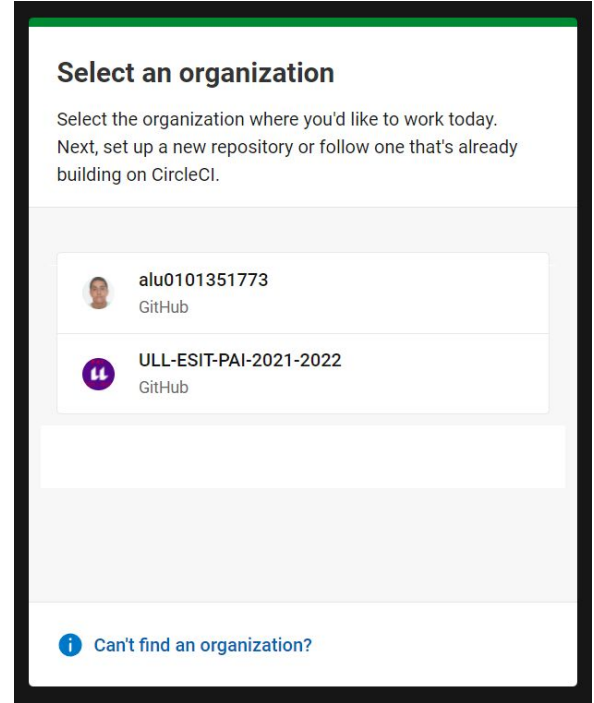 Select an organization
Select the organization where you'd like to work today.
Next, set up a new repository or follow one that's already
building on CircleCI.
alu0101351773
GitHub
ULL-ESIT-PAI-2021-2022
GitHub
Can't find an organization?